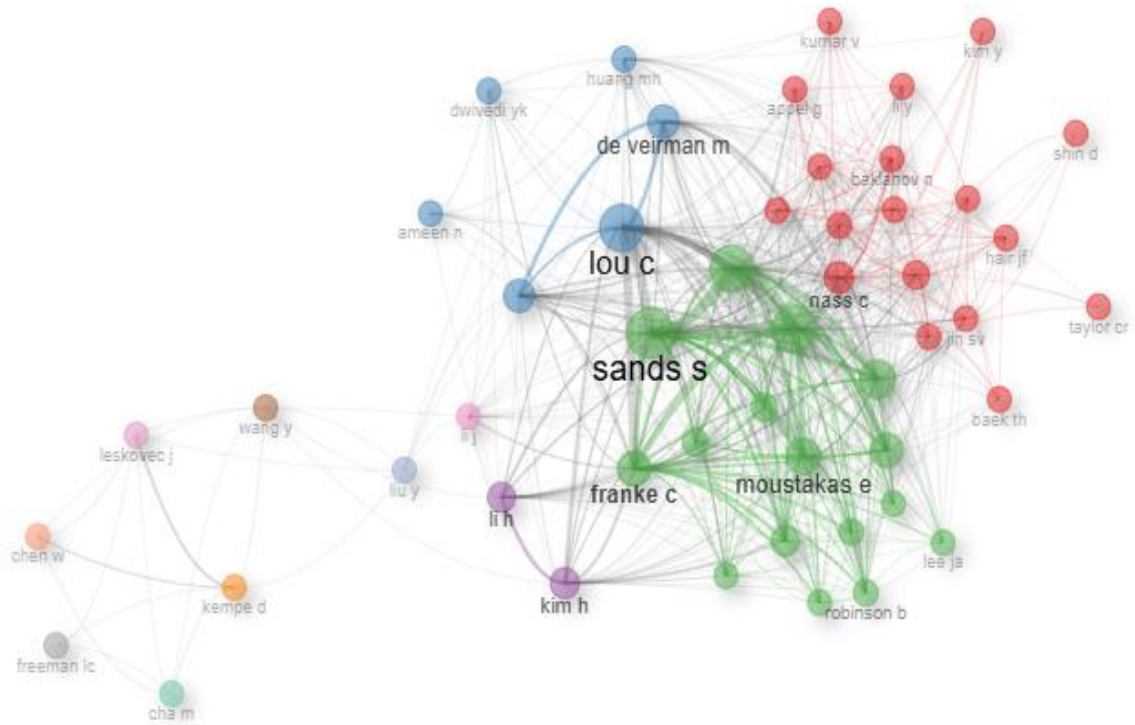 kumar v
kim y
huang mh
dwivedi yk
appel g
li y
de veirman m
shin d
baklanov n
ameen n
hair jf
lou c
nass c
taylor cr
jin sv
sands s
baek th
wang y
li j
leskovec j
liu y
franke c
moustakas e
li h
chen w
lee ja
kempe d
kim h
robinson b
freeman lc
cha m